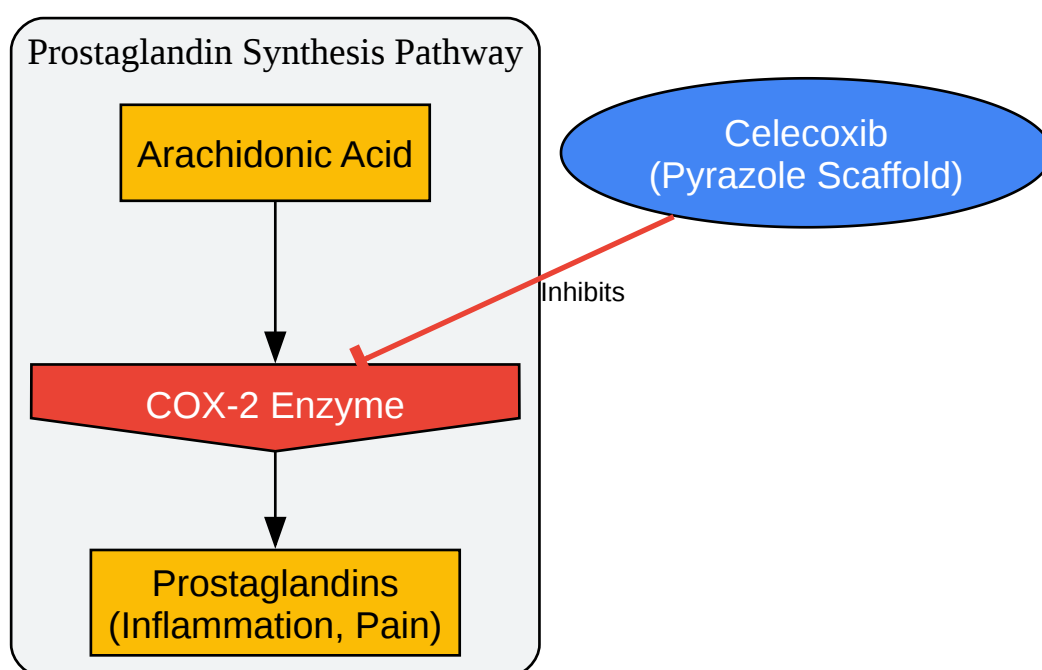 Prostaglandin Synthesis Pathway
Arachidonic Acid
Celecoxib
(Pyrazole Scaffold)
Inhibits
COX-2 Enzyme
Prostaglandins
(Inflammation, Pain)